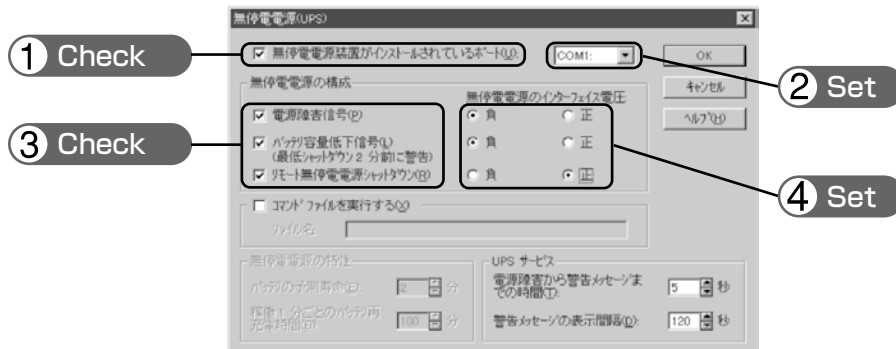 無停電電源(UPS)
① Check
無停電電源装置がインストールされているポート(U):
COM1:
② Set
OK
キャンセル
ヘルプ(H)
無停電電源の構成
無停電電源のインターフェイス電圧
③ Check
電源障害信号(P)
負 正
バッテリ容量低下信号(L)
(最低シャットダウン 2 分前に警告)
負 正
リモート無停電電源シャットダウン(R)
負 正
④ Set
コマンド ファイルを実行する(X)
ファイル名:
無停電電源の特性
バッテリの予測寿命(E): 2 分
稼働 1 分ごとのバッテリ再
充電時間(B): 100 分
UPS サービス
電源障害から警告メッセージま
での時間(T): 5 秒
警告メッセージの表示間隔(D): 120 秒